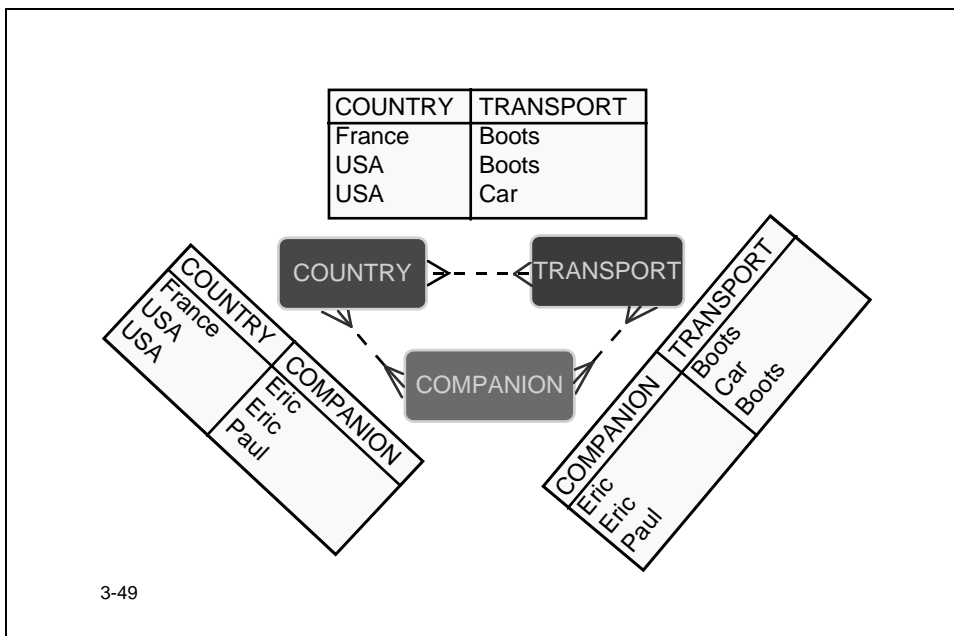 COUNTRY TRANSPORT
France Boots
USA Boots
USA Car
COUNTRY
TRANSPORT
COMPANION
COUNTRY COMPANION
France Eric
USA Eric
USA Paul
COMPANION TRANSPORT
Eric Boots
Eric Car
Paul Boots
3-49